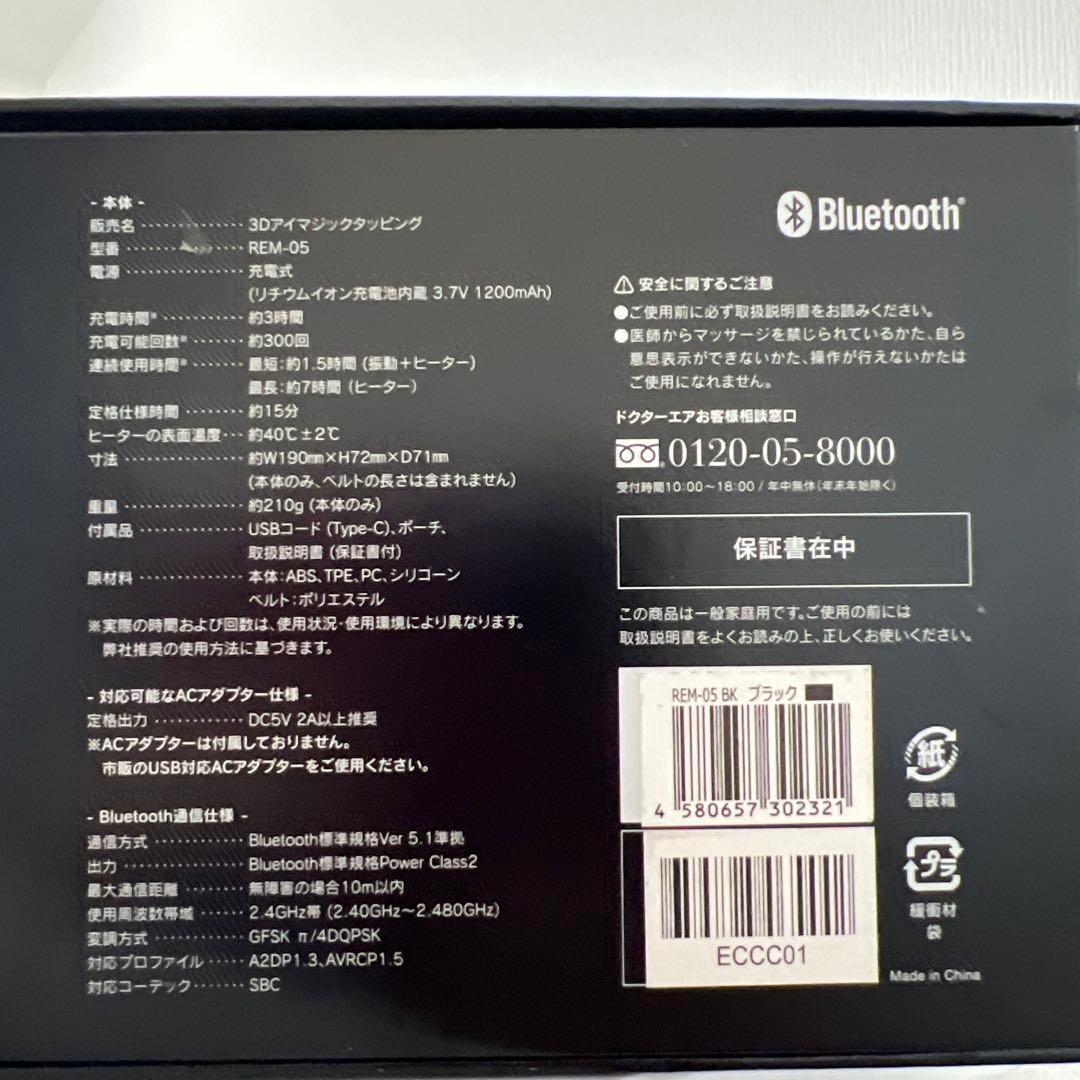 - 本体 -
販売名 ・・・・・・・・・・・・・・ 3Dアイマジックタッピング
型番 ・・・・・・・・・・・・・・・・ REM-05
電源 ・・・・・・・・・・・・・・・・ 充電式
(リチウムイオン充電池内蔵 3.7V 1200mAh)
充電時間※ ・・・・・・・・・・・・ 約3時間
充電可能回数※ ・・・・・・・・ 約300回
連続使用時間※ ・・・・・・・・ 最短：約1.5時間 (振動＋ヒーター)
最長：約7時間 (ヒーター)
定格仕様時間 ・・・・・・・・ 約15分
ヒーターの表面温度・・・ 約40℃±2℃
寸法 ・・・・・・・・・・・・・・・・ 約W190㎜×H72㎜×D71㎜
(本体のみ、ベルトの長さは含まれません)
重量 ・・・・・・・・・・・・・・・・ 約210g (本体のみ)
付属品 ・・・・・・・・・・・・・・ USBコード (Type-C)、ポーチ、
取扱説明書 (保証書付)
原材料 ・・・・・・・・・・・・・・ 本体：ABS、TPE、PC、シリコーン
ベルト：ポリエステル
※実際の時間および回数は、使用状況・使用環境により異なります。
弊社推奨の使用方法に基づきます。
- 対応可能なACアダプター仕様 -
定格出力 ・・・・・・・・・・・・ DC5V 2A以上推奨
※ACアダプターは付属しておりません。
市販のUSB対応ACアダプターをご使用ください。
- Bluetooth通信仕様 -
通信方式 ・・・・・・・・・・・・ Bluetooth標準規格Ver 5.1準拠
出力 ・・・・・・・・・・・・・・・・ Bluetooth標準規格Power Class2
最大通信距離 ・・・・・・・・ 無障害の場合10m以内
使用周波数帯域 ・・・・・・ 2.4GHz帯 (2.40GHz～2.480GHz)
変調方式 ・・・・・・・・・・・・ GFSK π/4DQPSK
対応プロファイル ・・・・・ A2DP1.3、AVRCP1.5
対応コーデック・・・・・・・ SBC
Bluetooth®
⚠ 安全に関するご注意
●ご使用前に必ず取扱説明書をお読みください。
●医師からマッサージを禁じられているかた、自ら
意思表示ができないかた、操作が行えないかたは
ご使用になれません。
ドクターエアお客様相談窓口
0120-05-8000
受付時間10:00～18:00 / 年中無休（年末年始除く）
保証書在中
この商品は一般家庭用です。ご使用の前には
取扱説明書をよくお読みの上、正しくお使いください。
REM-05 BK ブラック
4 580657 302321
ECCC01
紙
個装箱
プラ
緩衝材
袋
Made in China